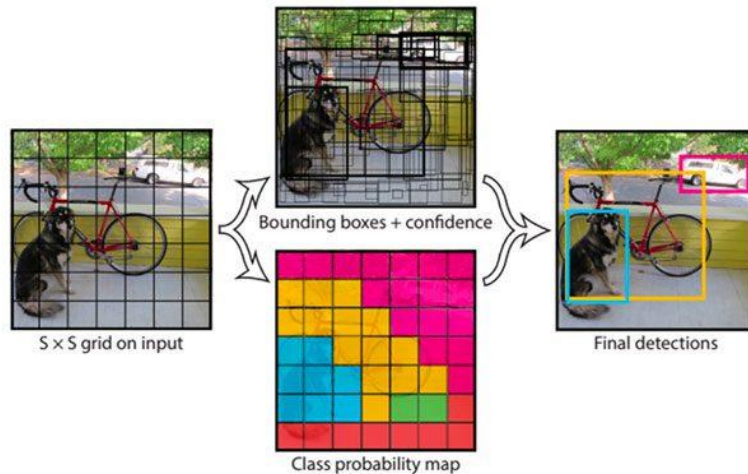 S × S grid on input
Bounding boxes + confidence
Class probability map
Final detections